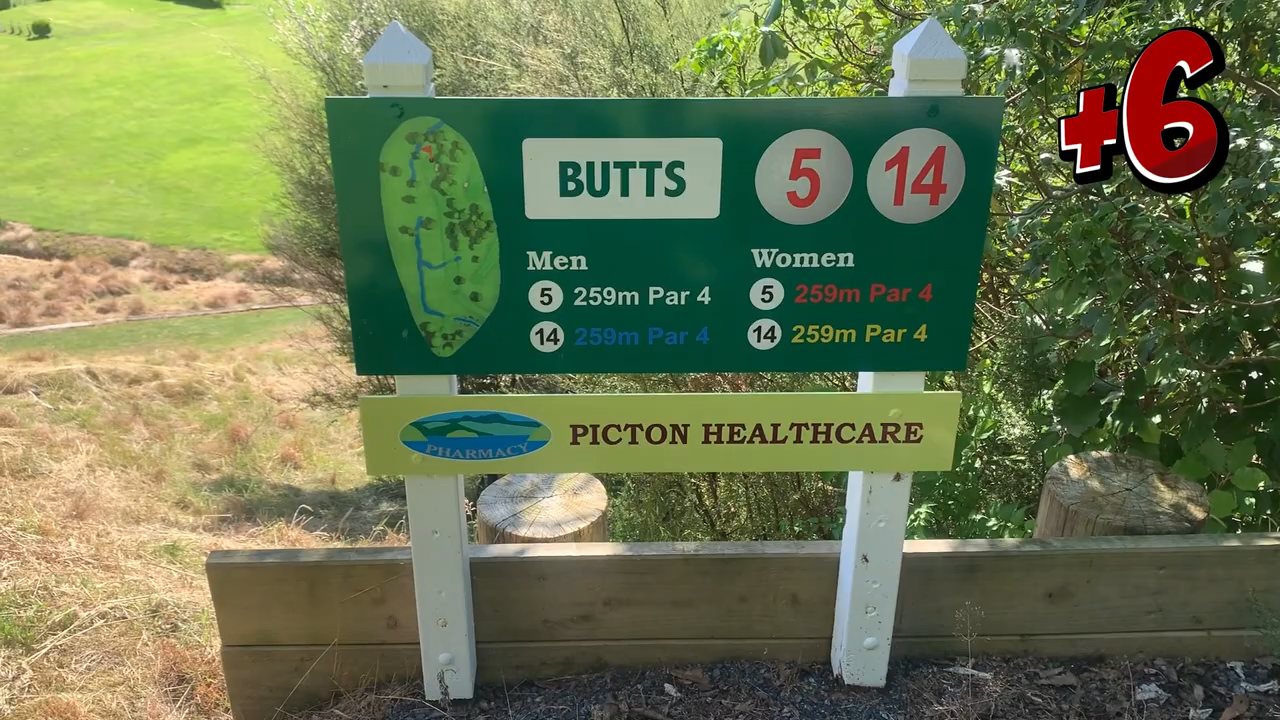 +6
BUTTS
5 14
Men
5 259m Par 4
14 259m Par 4
Women
5 259m Par 4
14 259m Par 4
PHARMACY
PICTON HEALTHCARE